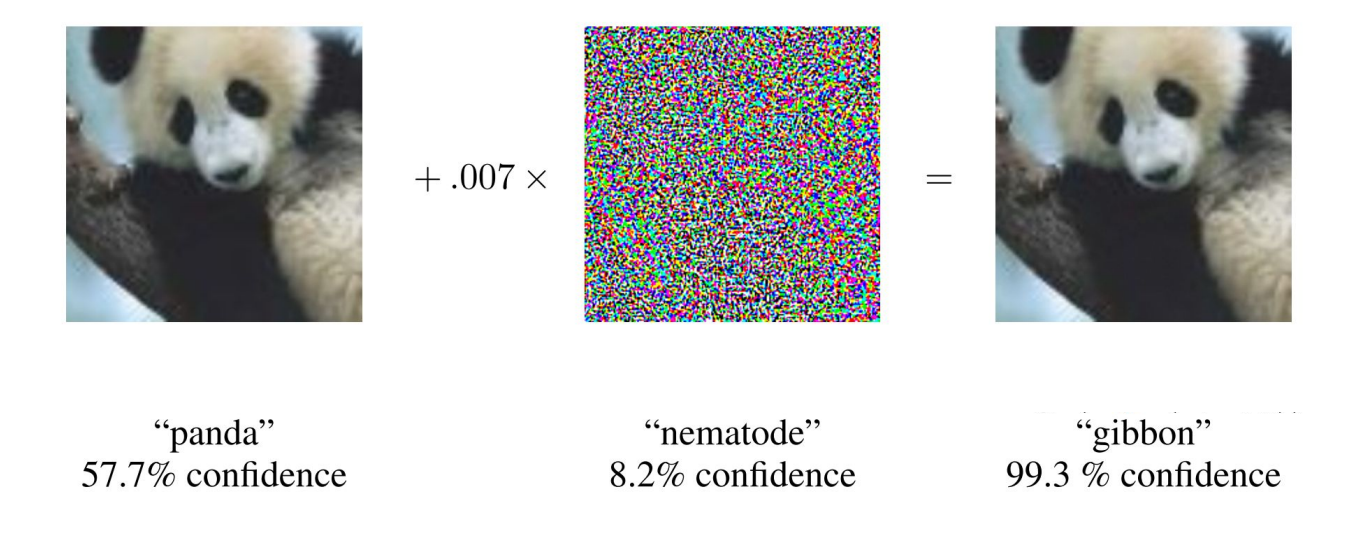 + .007 ×
=
“panda”
57.7% confidence
“nematode”
8.2% confidence
“gibbon”
99.3 % confidence